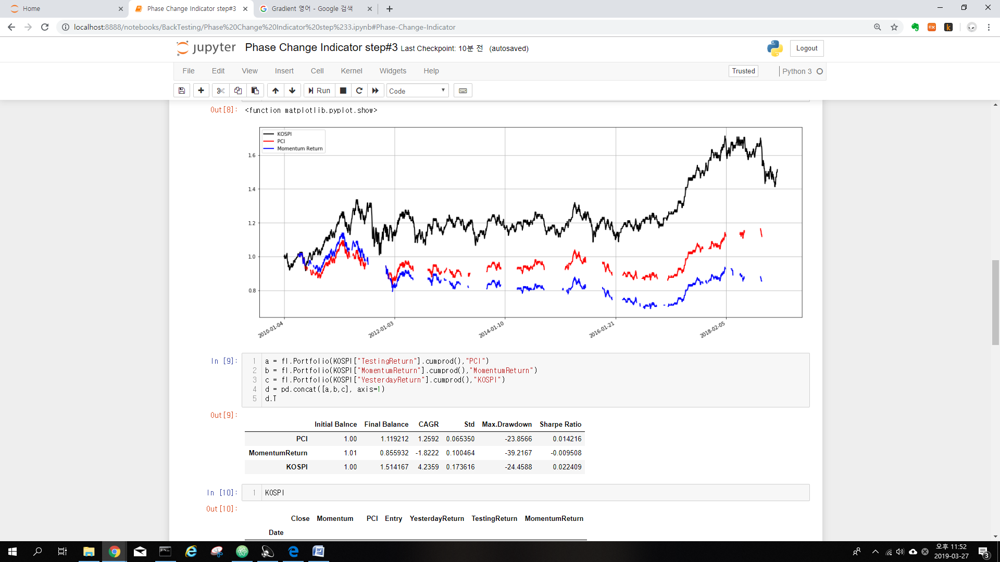 Home
Phase Change Indicator step#3
Gradient 영어 - Google 검색
localhost:8888/notebooks/BackTesting/Phase%20Change%20Indicator%20step%233.ipynb#Phase-Change-Indicator
jupyter Phase Change Indicator step#3 Last Checkpoint: 10분 전 (autosaved)
Logout
File Edit View Insert Cell Kernel Widgets Help
Trusted
Python 3
Run
Code
Out[8]: <function matplotlib.pyplot.show>
KOSPI
PCI
Momentum Return
1.6
1.4
1.2
1.0
0.8
2010-01-04 2012-01-03 2014-01-10 2016-01-21 2018-02-05
In [9]:
1 a = fl.Portfolio(KOSPI["TestingReturn"].cumprod(),"PCI")
2 b = fl.Portfolio(KOSPI["MomentumReturn"].cumprod(),"MomentumReturn")
3 c = fl.Portfolio(KOSPI["YesterdayReturn"].cumprod(),"KOSPI")
4 d = pd.concat([a,b,c], axis=1)
5 d.T
Out[9]:
Initial Balnce Final Balance CAGR Std Max.Drawdown Sharpe Ratio
PCI 1.00 1.119212 1.2592 0.065350 -23.8566 0.014216
MomentumReturn 1.01 0.855932 -1.8222 0.100464 -39.2167 -0.009508
KOSPI 1.00 1.514167 4.2359 0.173616 -24.4588 0.022409
In [10]: 1 KOSPI
Out[10]:
Close Momentum PCI Entry YesterdayReturn TestingReturn MomentumReturn
Date
오후 11:52
2019-03-27
3